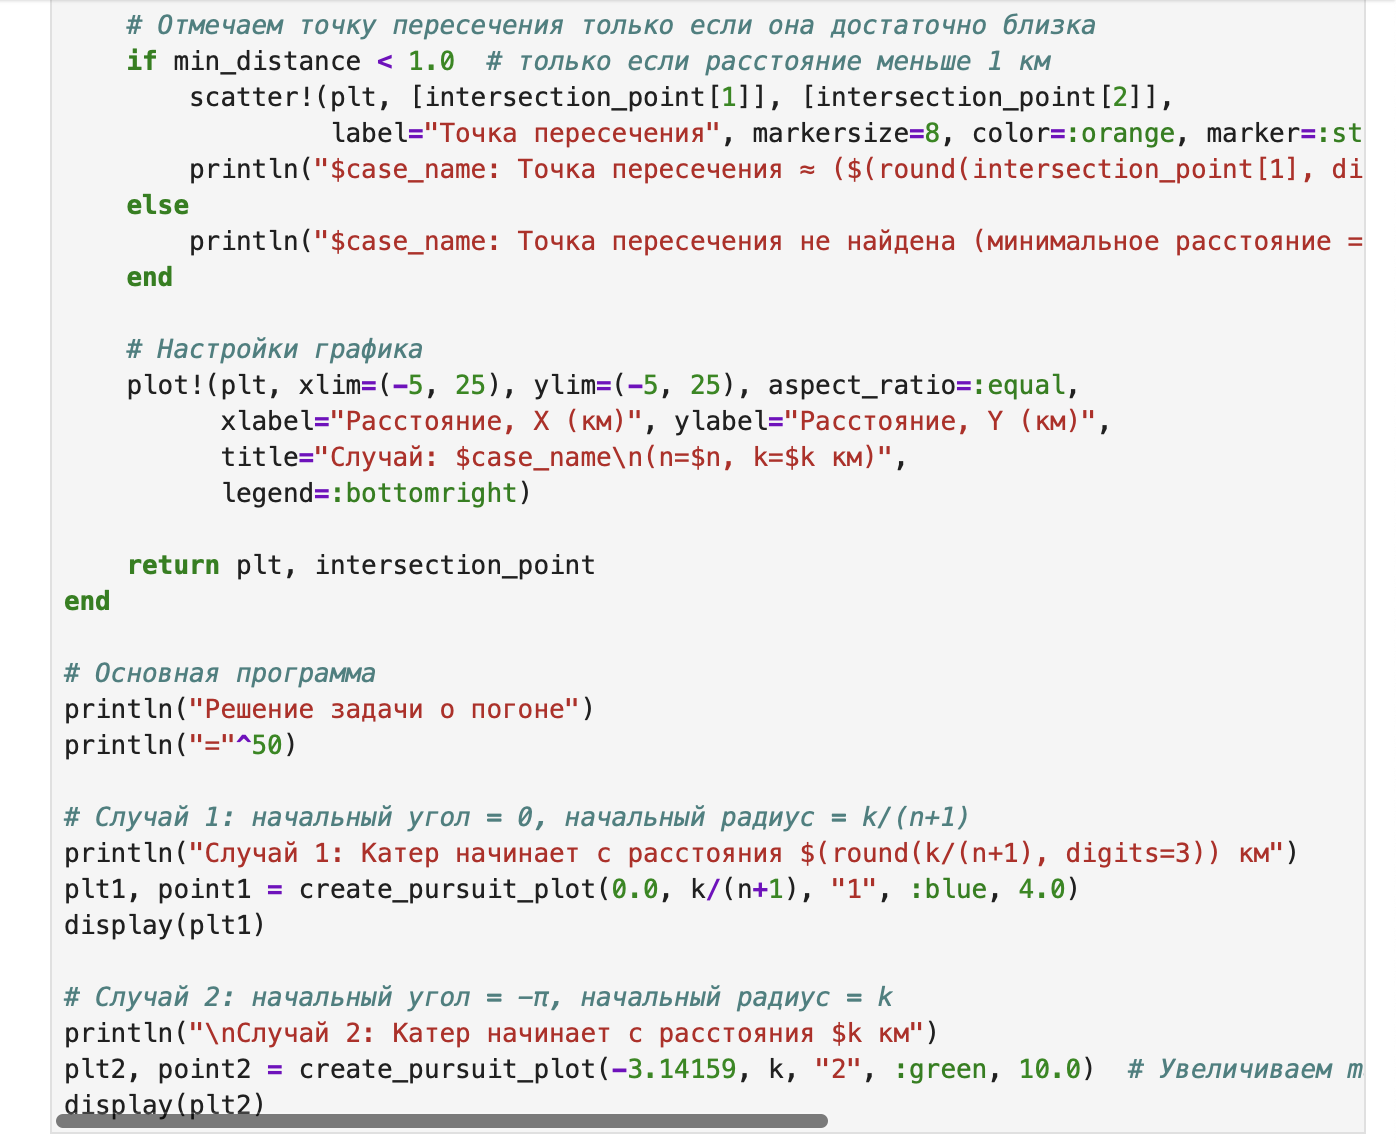 # Отмечаем точку пересечения только если она достаточно близка
if min_distance < 1.0  # только если расстояние меньше 1 км
scatter!(plt, [intersection_point[1]], [intersection_point[2]],
label="Точка пересечения", markersize=8, color=:orange, marker=:st
println("$case_name: Точка пересечения ≈ ($(round(intersection_point[1], di
else
println("$case_name: Точка пересечения не найдена (минимальное расстояние =
end
# Настройки графика
plot!(plt, xlim=(-5, 25), ylim=(-5, 25), aspect_ratio=:equal,
xlabel="Расстояние, X (км)", ylabel="Расстояние, Y (км)",
title="Случай: $case_name\n(n=$n, k=$k км)",
legend=:bottomright)
return plt, intersection_point
end
# Основная программа
println("Решение задачи о погоне")
println("="^50)
# Случай 1: начальный угол = 0, начальный радиус = k/(n+1)
println("Случай 1: Катер начинает с расстояния $(round(k/(n+1), digits=3)) км")
plt1, point1 = create_pursuit_plot(0.0, k/(n+1), "1", :blue, 4.0)
display(plt1)
# Случай 2: начальный угол = -π, начальный радиус = k
println("\nСлучай 2: Катер начинает с расстояния $k км")
plt2, point2 = create_pursuit_plot(-3.14159, k, "2", :green, 10.0)  # Увеличиваем m
display(plt2)